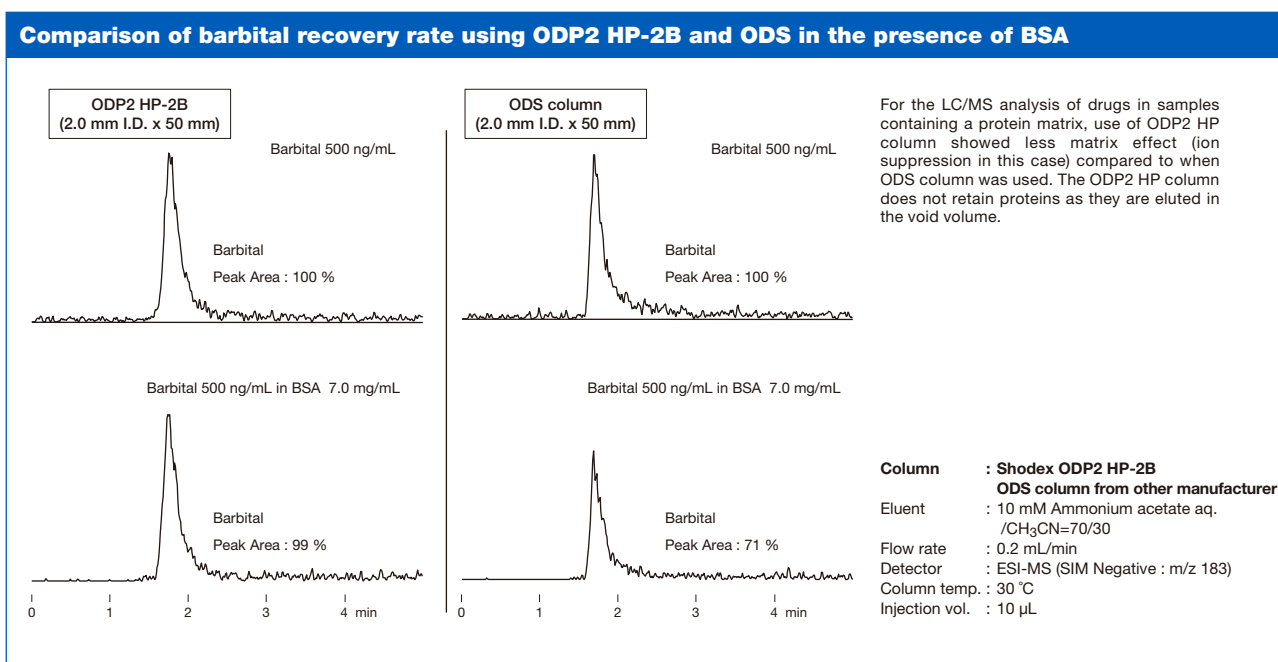 Comparison of barbital recovery rate using ODP2 HP-2B and ODS in the presence of BSA
ODP2 HP-2B
(2.0 mm I.D. x 50 mm)
Barbital 500 ng/mL
Barbital
Peak Area : 100 %
Barbital 500 ng/mL in BSA 7.0 mg/mL
Barbital
Peak Area : 99 %
0 1 2 3 4 min
ODS column
(2.0 mm I.D. x 50 mm)
Barbital 500 ng/mL
Barbital
Peak Area : 100 %
Barbital 500 ng/mL in BSA 7.0 mg/mL
Barbital
Peak Area : 71 %
0 1 2 3 4 min
For the LC/MS analysis of drugs in samples
containing a protein matrix, use of ODP2 HP
column showed less matrix effect (ion
suppression in this case) compared to when
ODS column was used. The ODP2 HP column
does not retain proteins as they are eluted in
the void volume.
Column : Shodex ODP2 HP-2B
ODS column from other manufacturer
Eluent : 10 mM Ammonium acetate aq.
/CH₃CN=70/30
Flow rate : 0.2 mL/min
Detector : ESI-MS (SIM Negative : m/z 183)
Column temp. : 30 ˚C
Injection vol. : 10 µL